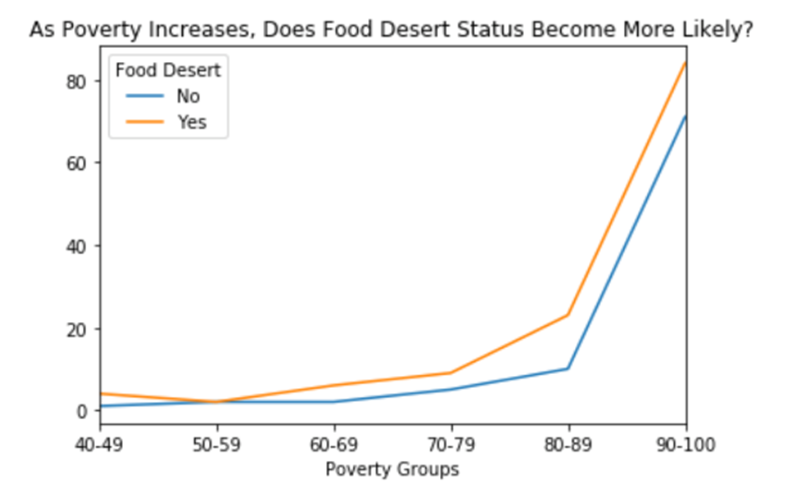 As Poverty Increases, Does Food Desert Status Become More Likely?
Food Desert
No
Yes
80
60
40
20
0
40-49 50-59 60-69 70-79 80-89 90-100
Poverty Groups